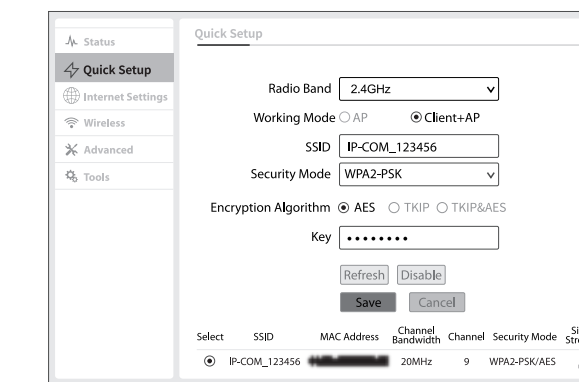 Status
Quick Setup
Internet Settings
Wireless
Advanced
Tools
Quick Setup
Radio Band 2.4GHz
Working Mode AP Client+AP
SSID IP-COM_123456
Security Mode WPA2-PSK
Encryption Algorithm AES TKIP TKIP&AES
Key ••••••••
Refresh Disable
Save Cancel
Select SSID MAC Address Channel Bandwidth Channel Security Mode
IP-COM_123456 20MHz 9 WPA2-PSK/AES